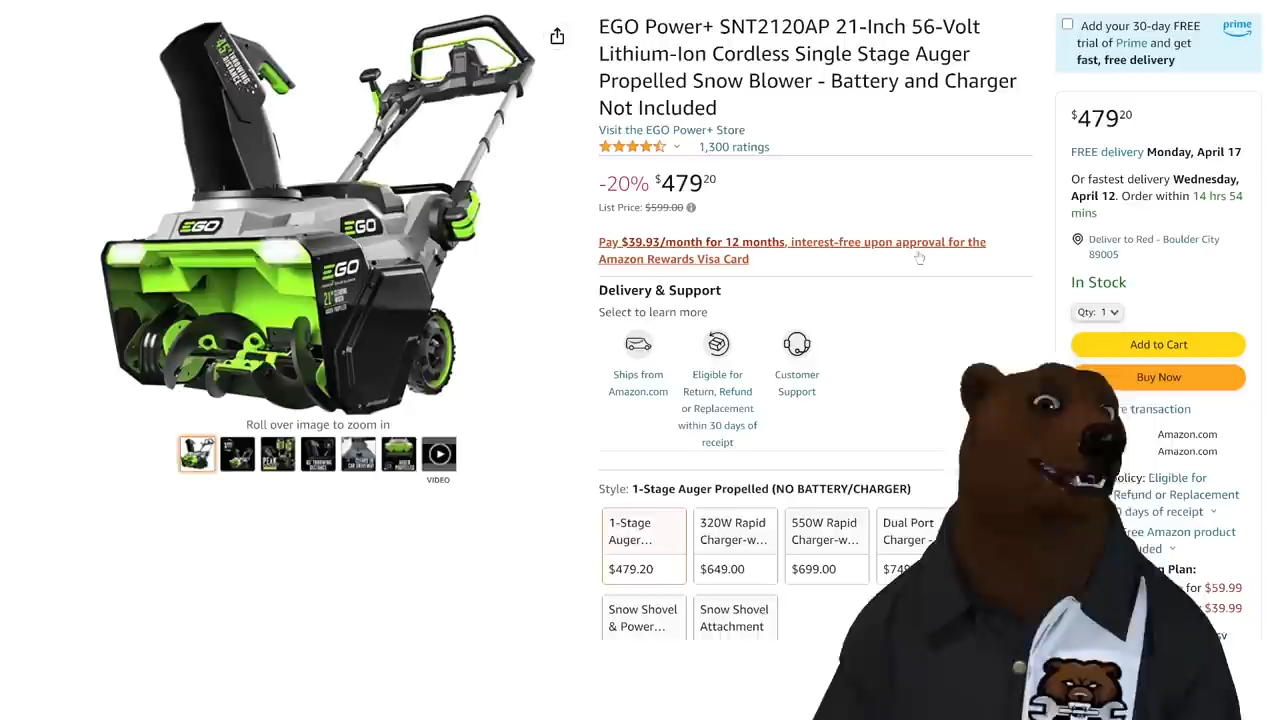 45° THROWING
DISTANCE
EGO
EGO
EGO
21"
Roll over image to zoom in
VIDEO
EGO Power+ SNT2120AP 21-Inch 56-Volt
Lithium-Ion Cordless Single Stage Auger
Propelled Snow Blower - Battery and Charger
Not Included
Visit the EGO Power+ Store
1,300 ratings
-20% $479 20
List Price: $599.00
Pay $39.93/month for 12 months, interest-free upon approval for the
Amazon Rewards Visa Card
Delivery & Support
Select to learn more
Ships from
Amazon.com
Eligible for
Return, Refund
or Replacement
within 30 days of
receipt
Customer
Support
Style: 1-Stage Auger Propelled (NO BATTERY/CHARGER)
1-Stage
Auger...
$479.20
320W Rapid
Charger-w...
$649.00
550W Rapid
Charger-w...
$699.00
Dual Port
Charger -
Snow Shovel
& Power...
Snow Shovel
Attachment
Add your 30-day FREE
trial of Prime and get
fast, free delivery
prime
$479 20
FREE delivery Monday, April 17
Or fastest delivery Wednesday,
April 12. Order within 14 hrs 54
mins
Deliver to Red - Boulder City
89005
In Stock
Qty: 1
Add to Cart
Buy Now
transaction
Amazon.com
Amazon.com
Eligible for
Refund or Replacement
days of receipt
Amazon product
Plan:
for $59.99
$39.99